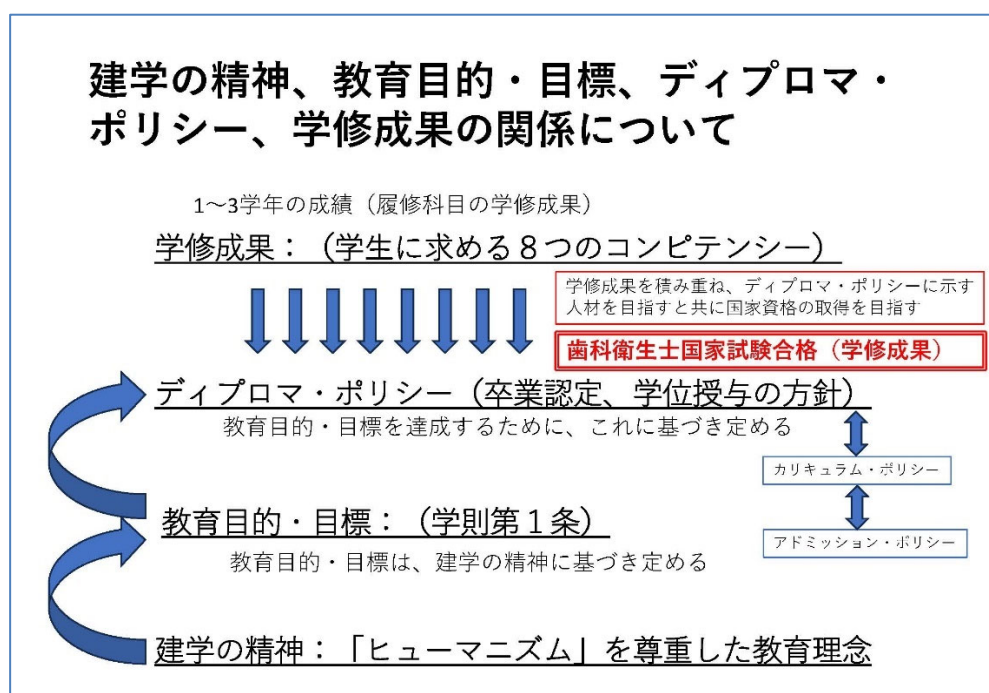 建学の精神、教育目的・目標、ディプロマ・
ポリシー、学修成果の関係について
1～3学年の成績（履修科目の学修成果）
学修成果：（学生に求める８つのコンピテンシー）
学修成果を積み重ね、ディプロマ・ポリシーに示す
人材を目指すと共に国家資格の取得を目指す
歯科衛生士国家試験合格（学修成果）
ディプロマ・ポリシー（卒業認定、学位授与の方針）
教育目的・目標を達成するために、これに基づき定める
カリキュラム・ポリシー
教育目的・目標：（学則第１条）
アドミッション・ポリシー
教育目的・目標は、建学の精神に基づき定める
建学の精神：「ヒューマニズム」を尊重した教育理念